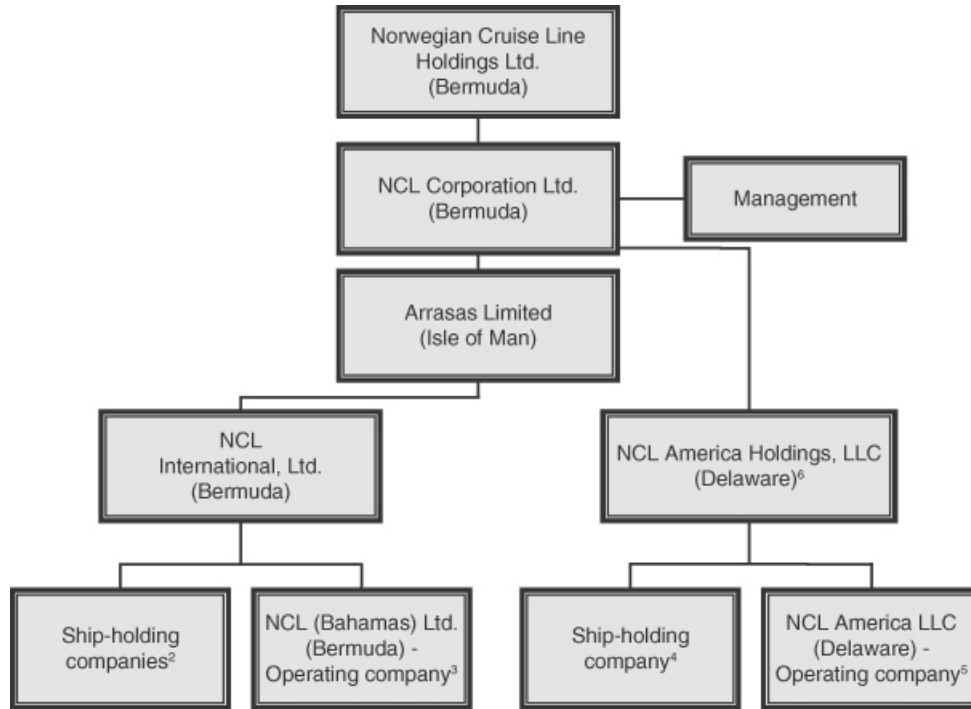 Norwegian Cruise Line
Holdings Ltd.
(Bermuda)
NCL Corporation Ltd.
(Bermuda)
Management
Arrasas Limited
(Isle of Man)
NCL
International, Ltd.
(Bermuda)
NCL America Holdings, LLC
(Delaware)⁶
Ship-holding
companies²
NCL (Bahamas) Ltd.
(Bermuda) -
Operating company³
Ship-holding
company⁴
NCL America LLC
(Delaware) -
Operating company⁵